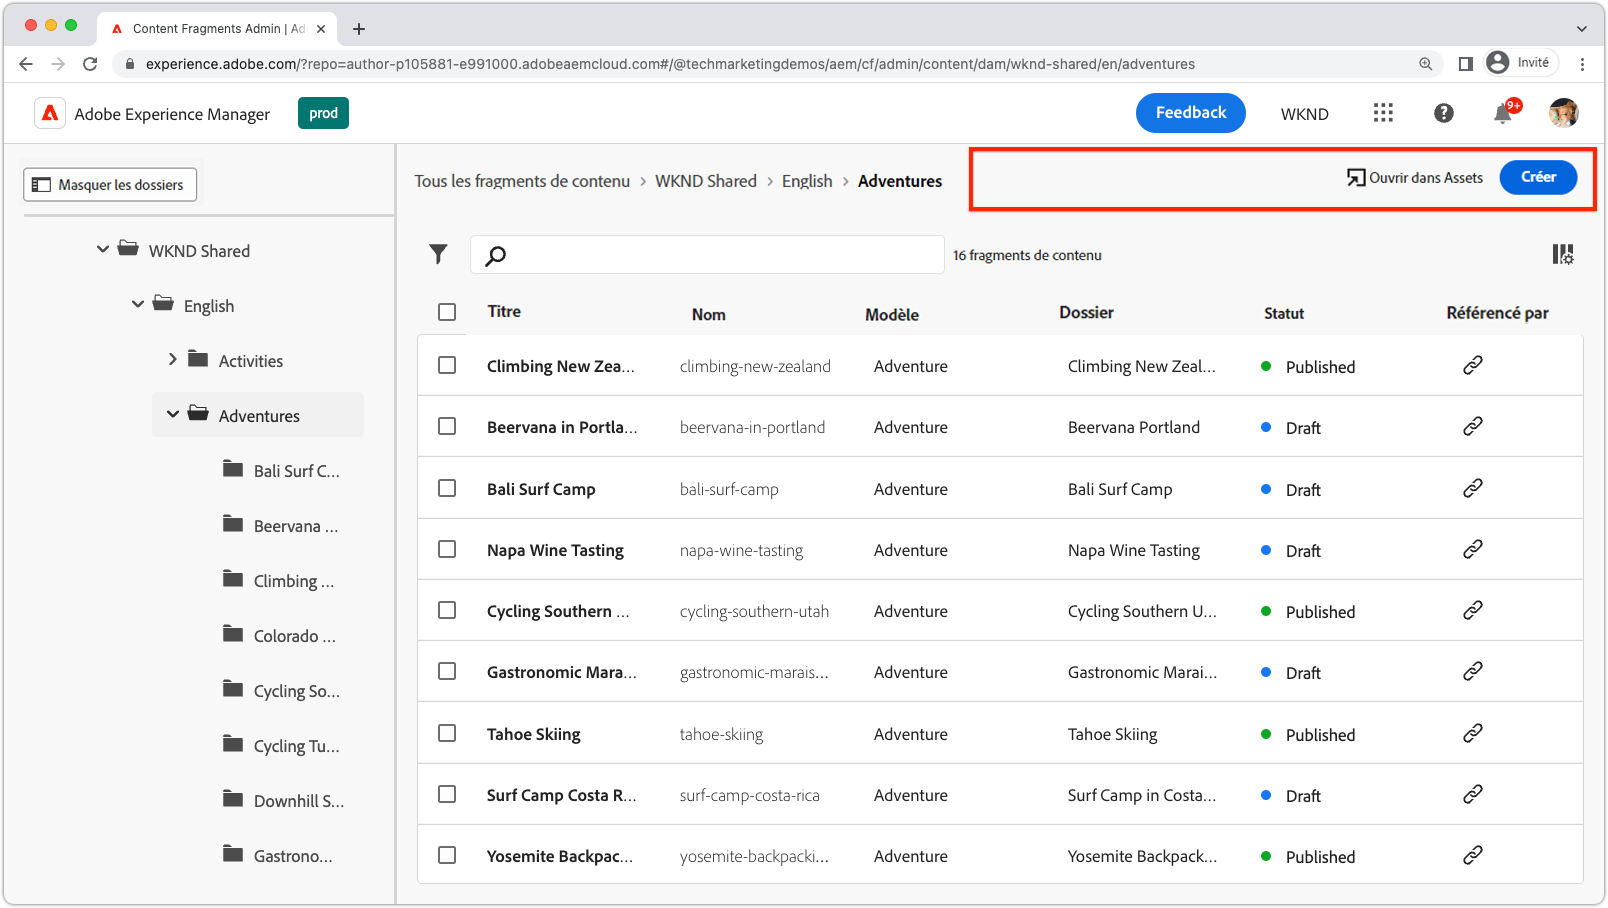 Content Fragments Admin | Ad
experience.adobe.com/?repo=author-p105881-e991000.adobeaemcloud.com#/@techmarketingdemos/aem/cf/admin/content/dam/wknd-shared/en/adventures
Invité
Adobe Experience Manager
prod
Feedback
WKND
9+
Masquer les dossiers
Tous les fragments de contenu > WKND Shared > English > Adventures
Ouvrir dans Assets
Créer
WKND Shared
English
Activities
Adventures
Bali Surf C...
Beervana ...
Climbing ...
Colorado ...
Cycling So...
Cycling Tu...
Downhill S...
Gastrono...
16 fragments de contenu
Titre Nom Modèle Dossier Statut Référencé par
Climbing New Zea... climbing-new-zealand Adventure Climbing New Zeal... Published
Beervana in Portla... beervana-in-portland Adventure Beervana Portland Draft
Bali Surf Camp bali-surf-camp Adventure Bali Surf Camp Draft
Napa Wine Tasting napa-wine-tasting Adventure Napa Wine Tasting Draft
Cycling Southern ... cycling-southern-utah Adventure Cycling Southern U... Published
Gastronomic Mara... gastronomic-marais... Adventure Gastronomic Marai... Draft
Tahoe Skiing tahoe-skiing Adventure Tahoe Skiing Published
Surf Camp Costa R... surf-camp-costa-rica Adventure Surf Camp in Costa... Draft
Yosemite Backpac... yosemite-backpacki... Adventure Yosemite Backpack... Published